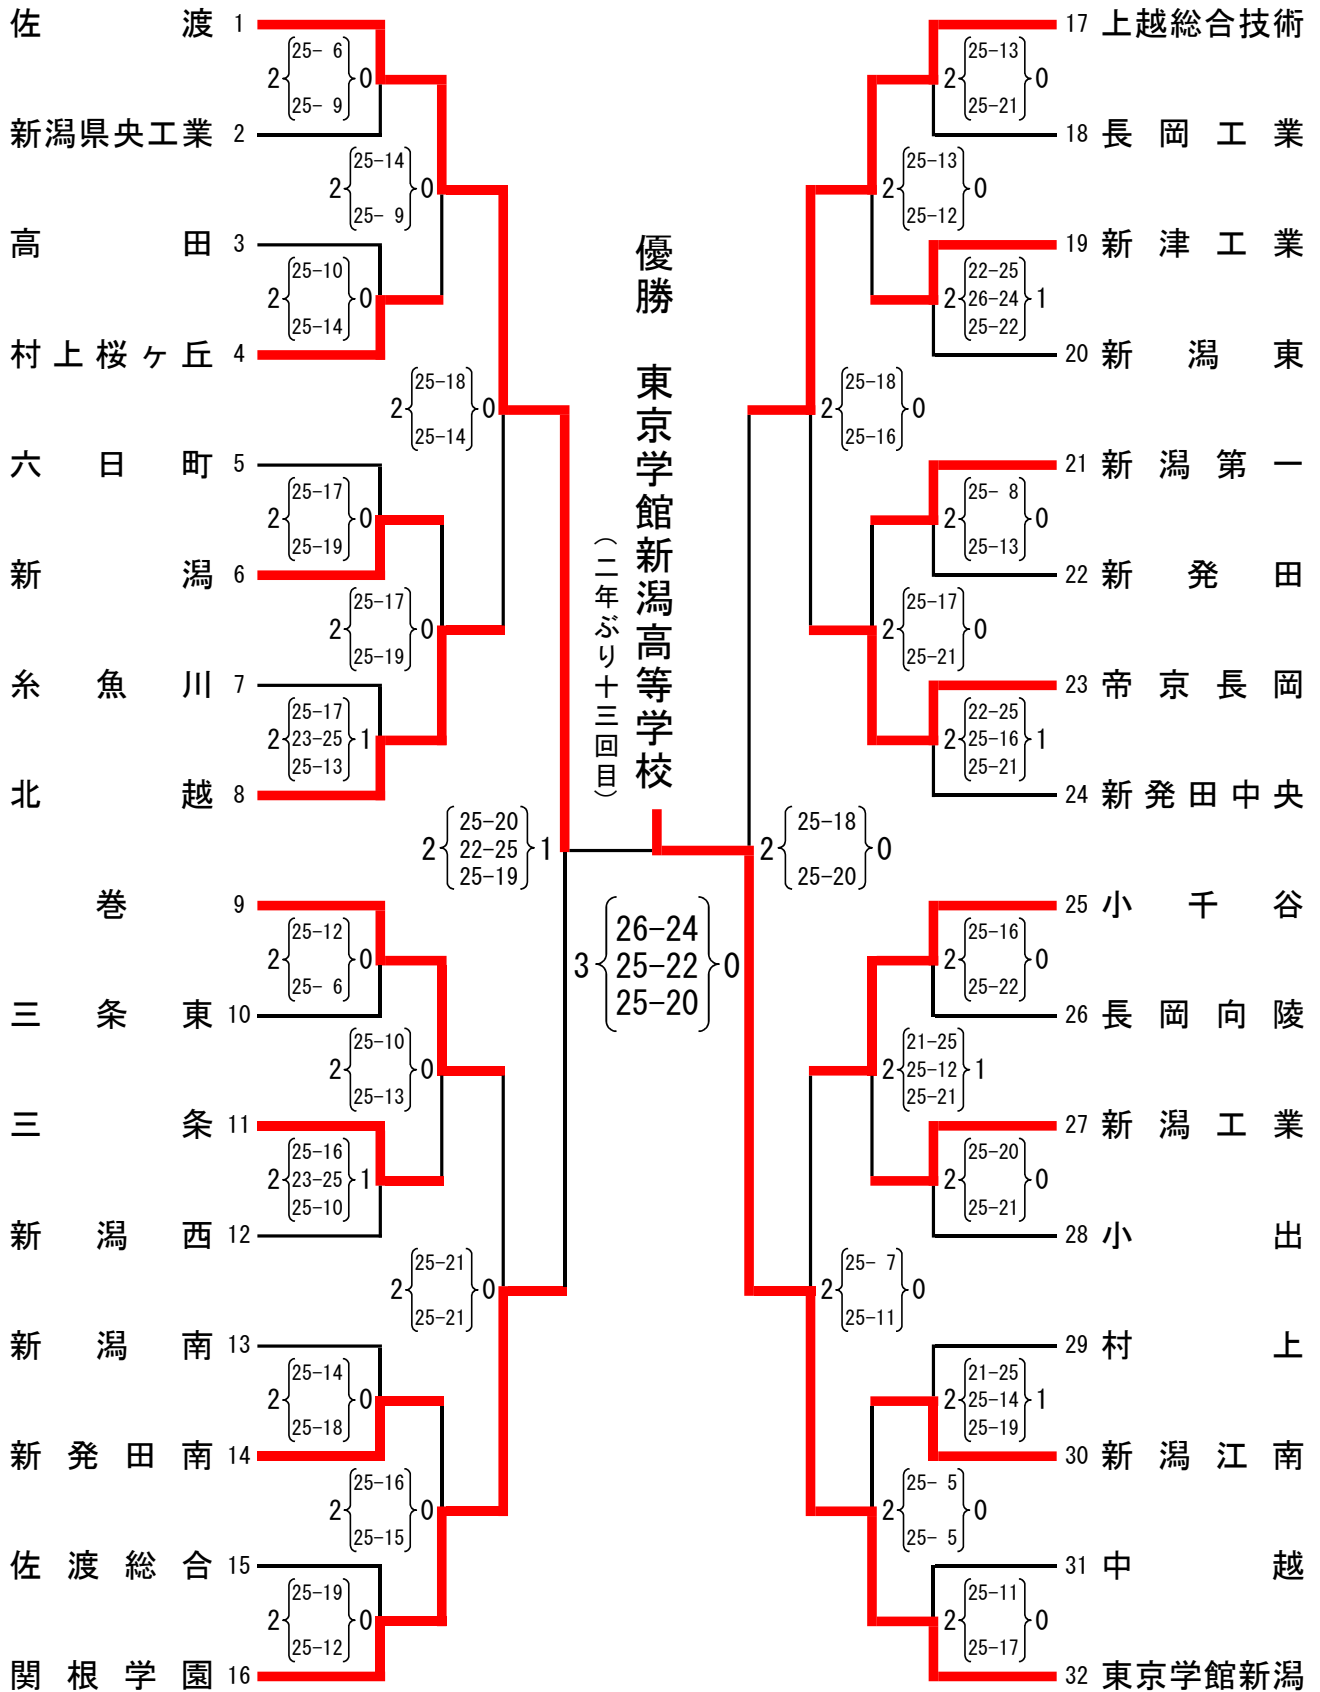 佐渡 1
25- 6
2 0
25- 9
新潟県央工業 2
25-14
2 0
25- 9
高田 3
25-10
2 0
25-14
村上桜ヶ丘 4
25-18
2 0
25-14
六日町 5
25-17
2 0
25-19
新潟 6
25-17
2 0
25-19
糸魚川 7
25-17
2 23-25 1
25-13
北越 8
25-20
2 22-25 1
25-19
巻 9
25-12
2 0
25- 6
三条東 10
25-10
2 0
25-13
三条 11
25-16
2 23-25 1
25-10
新潟西 12
25-21
2 0
25-21
新潟南 13
25-14
2 0
25-18
新発田南 14
25-16
2 0
25-15
佐渡総合 15
25-19
2 0
25-12
関根学園 16
優勝 東京学館新潟高等学校
（二年ぶり十三回目）
26-24
3 25-22 0
25-20
17 上越総合技術
25-13
2 0
25-21
18 長岡工業
25-13
2 0
25-12
19 新津工業
22-25
2 26-24 1
25-22
20 新潟東
25-18
2 0
25-16
21 新潟第一
25- 8
2 0
25-13
22 新発田
25-17
2 0
25-21
23 帝京長岡
22-25
2 25-16 1
25-21
24 新発田中央
25-18
2 0
25-20
25 小千谷
25-16
2 0
25-22
26 長岡向陵
21-25
2 25-12 1
25-21
27 新潟工業
25-20
2 0
25-21
28 小出
25- 7
2 0
25-11
29 村上
21-25
2 25-14 1
25-19
30 新潟江南
25- 5
2 0
25- 5
31 中越
25-11
2 0
25-17
32 東京学館新潟